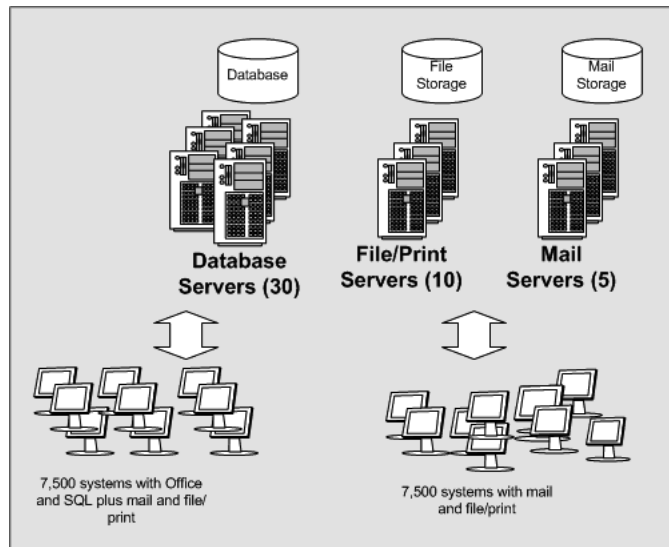 Database
File
Storage
Mail
Storage
Database
Servers (30)
File/Print
Servers (10)
Mail
Servers (5)
7,500 systems with Office
and SQL plus mail and file/
print
7,500 systems with mail
and file/print